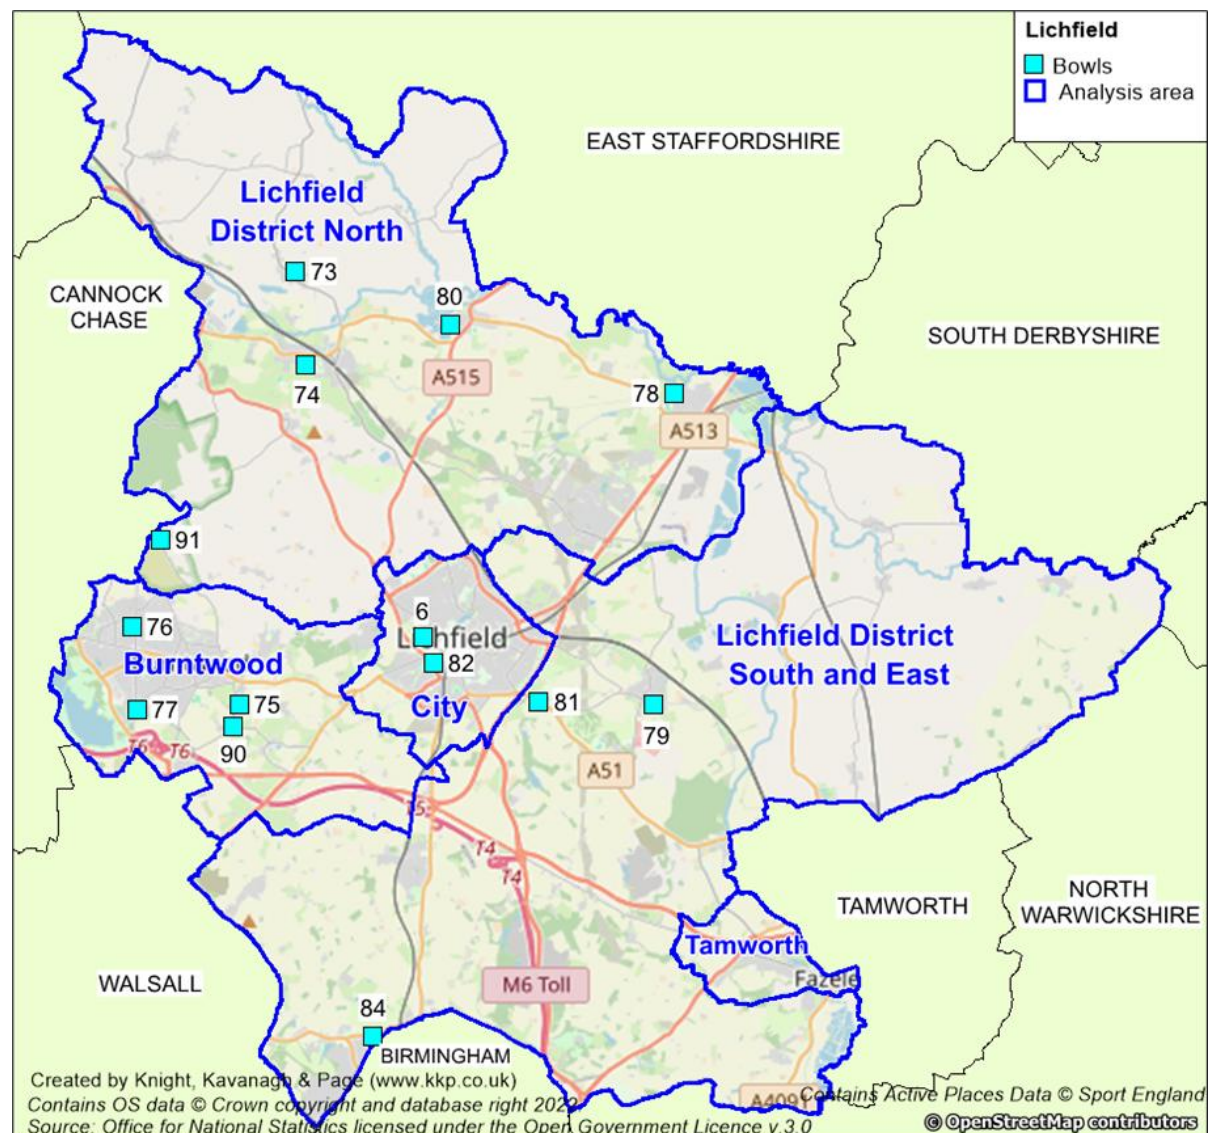 Lichfield
Bowls
Analysis area
EAST STAFFORDSHIRE
Lichfield
District North
CANNOCK
CHASE
73
80
SOUTH DERBYSHIRE
74
A515
78
A513
91
76
6
Lichfield
82
Burntwood
Lichfield District
South and East
75
77
City
81
79
90
T6
T6
A51
T5
T4
T4
TAMWORTH
NORTH
WARWICKSHIRE
Tamworth
Fazele
WALSALL
M6 Toll
84
BIRMINGHAM
A4091
Created by Knight, Kavanagh & Page (www.kkp.co.uk)
Contains OS data © Crown copyright and database right 2022
Contains Active Places Data © Sport England
Source: Office for National Statistics licensed under the Open Government Licence v.3.0
© OpenStreetMap contributors